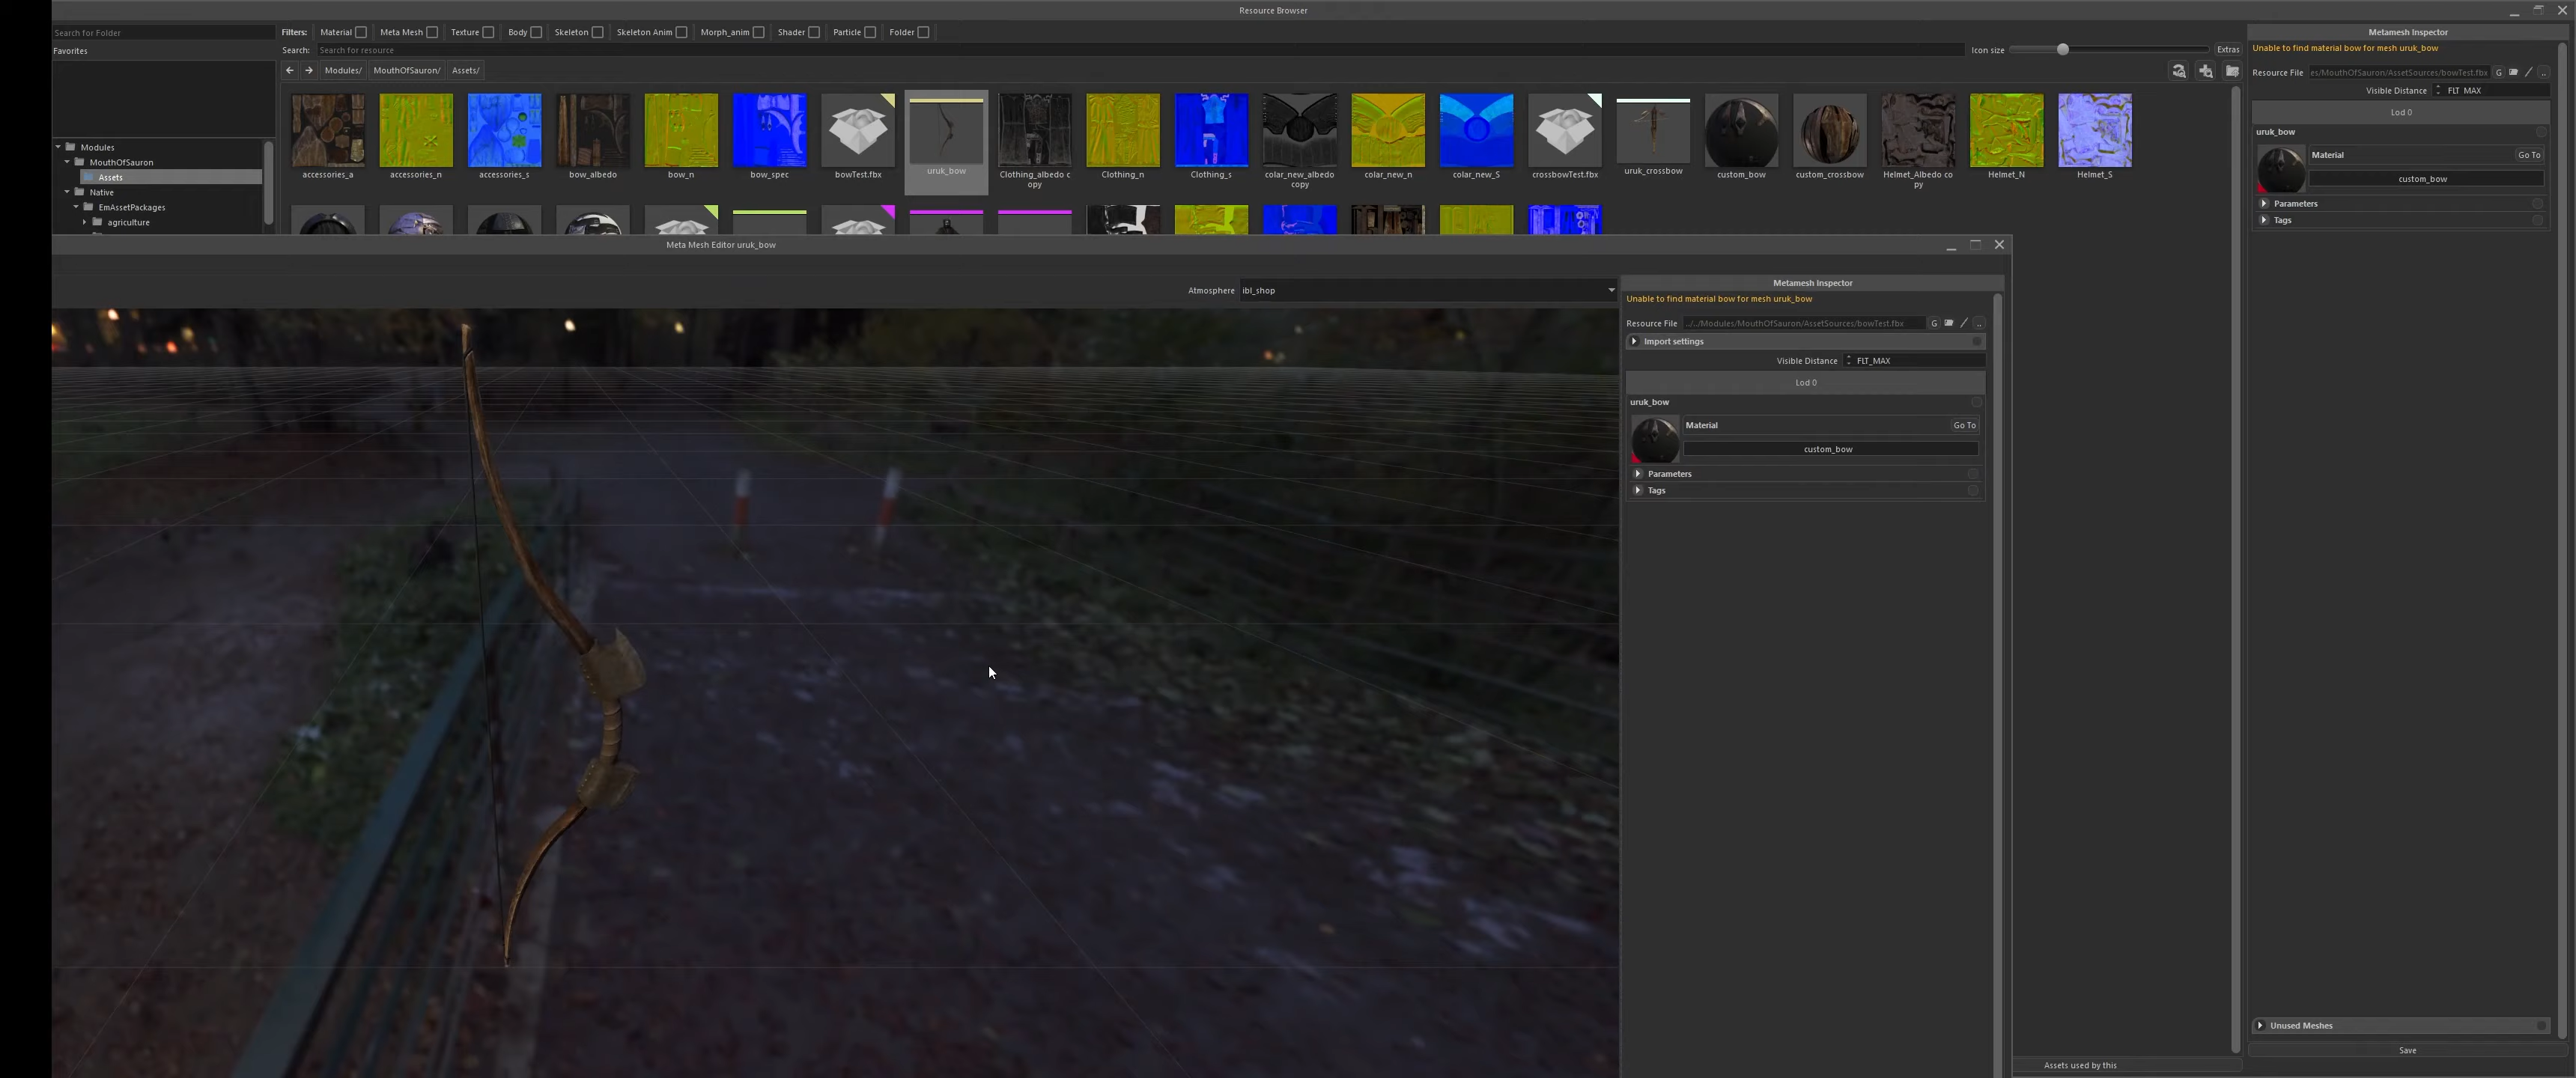 Resource Browser
Search for Folder
Favorites
Filters: Material Meta Mesh Texture Body Skeleton Skeleton Anim Morph_anim Shader Particle Folder
Search: Search for resource
Icon size Extras
Modules/ MouthOfSauron/ Assets/
Modules
MouthOfSauron
Assets
Native
EmAssetPackages
agriculture
accessories_a accessories_n accessories_s bow_albedo bow_n bow_spec bowTest.fbx uruk_bow Clothing_albedo c
opy
Clothing_n Clothing_s colar_new_albedo
copy
colar_new_n colar_new_S crossbowTest.fbx uruk_crossbow custom_bow custom_crossbow Helmet_Albedo co
py
Helmet_N Helmet_S
Metamesh Inspector
Unable to find material bow for mesh uruk_bow
Resource File es/MouthOfSauron/AssetSources/bowTest.fbx G ..
Visible Distance FLT_MAX
Lod 0
uruk_bow
Material Go To
custom_bow
Parameters
Tags
Unused Meshes
Save
Assets used by this
Meta Mesh Editor uruk_bow
Atmosphere ibl_shop
Metamesh Inspector
Unable to find material bow for mesh uruk_bow
Resource File ../../Modules/MouthOfSauron/AssetSources/bowTest.fbx G ..
Import settings
Visible Distance FLT_MAX
Lod 0
uruk_bow
Material Go To
custom_bow
Parameters
Tags